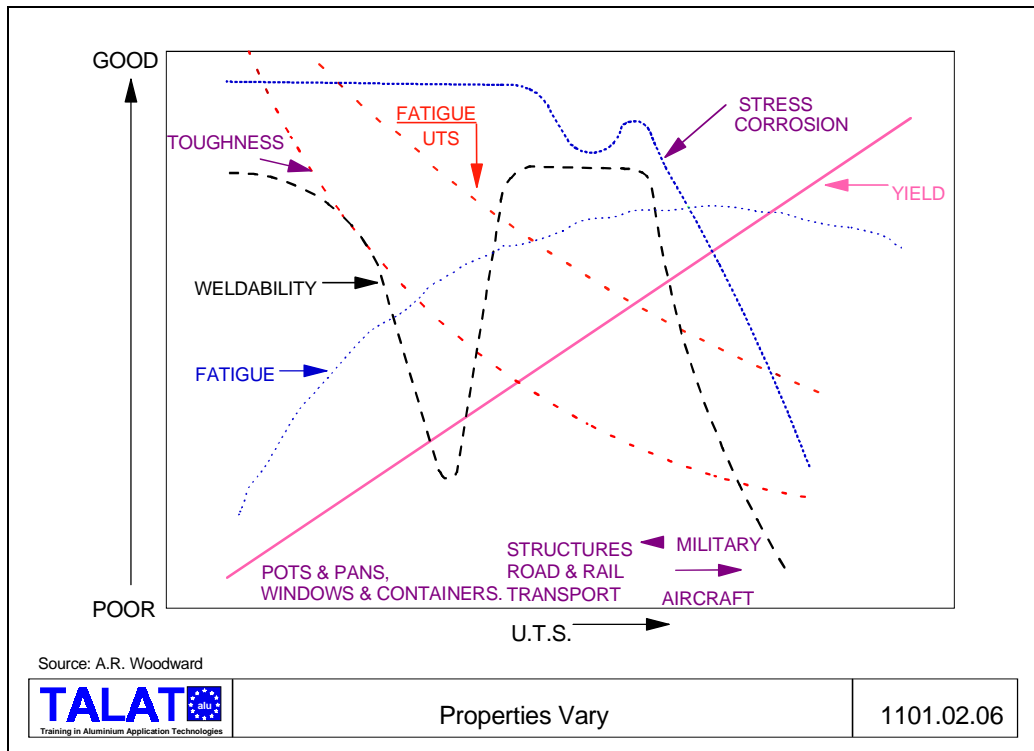 GOOD
STRESS
CORROSION
FATIGUE
UTS
TOUGHNESS
YIELD
WELDABILITY
FATIGUE
STRUCTURES
MILITARY
POTS & PANS,
ROAD & RAIL
WINDOWS & CONTAINERS.
TRANSPORT
AIRCRAFT
POOR
U.T.S.
Source: A.R. Woodward
TALAT
alu
Training in Aluminium Application Technologies
Properties Vary
1101.02.06